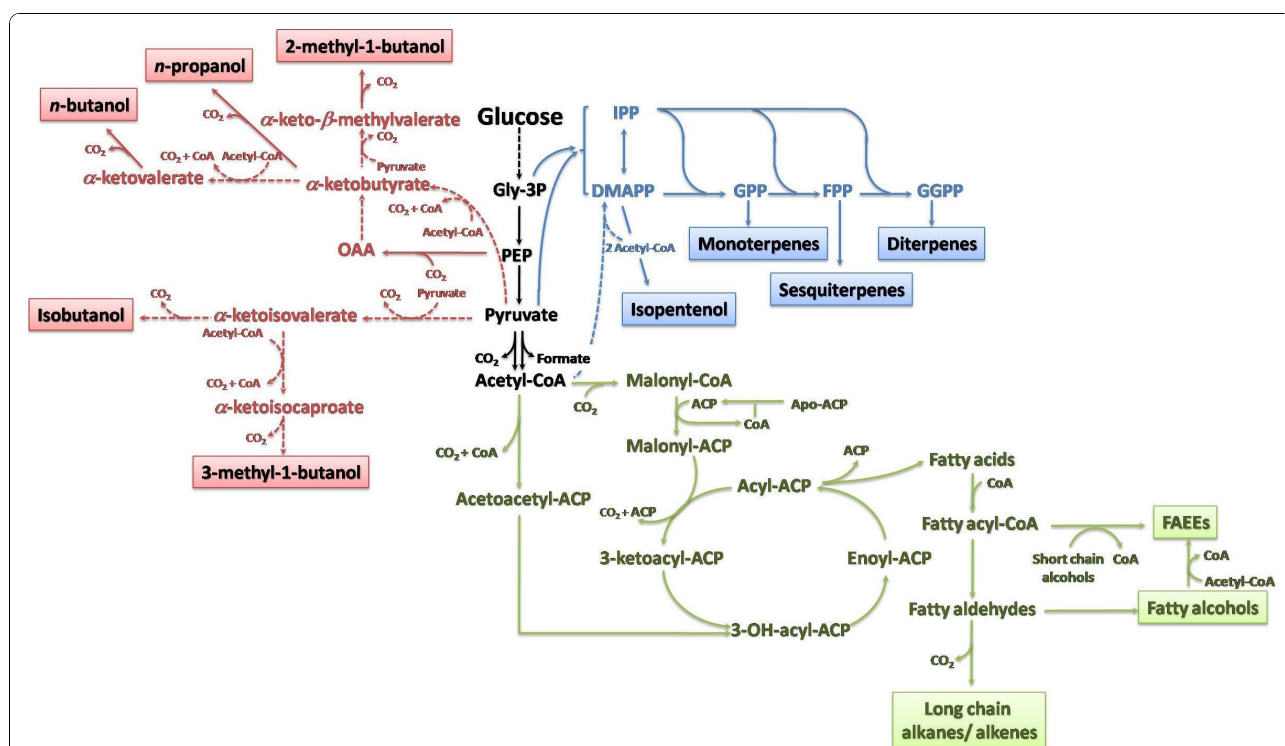 2-methyl-1-butanol
n-propanol
n-butanol
CO2
CO2
CO2
α-keto-β-methylvalerate
CO2
Pyruvate
CO2 + CoA
Acetyl-CoA
α-ketovalerate
α-ketobutyrate
CO2 + CoA
Acetyl-CoA
OAA
CO2
Glucose
Gly-3P
PEP
Pyruvate
CO2
Formate
Acetyl-CoA
CO2
Pyruvate
CO2
Isobutanol
α-ketoisovalerate
Acetyl-CoA
CO2 + CoA
α-ketoisocaproate
CO2
3-methyl-1-butanol
IPP
DMAPP
GPP
FPP
GGPP
2 Acetyl-CoA
Monoterpenes
Diterpenes
Sesquiterpenes
Isopentenol
Malonyl-CoA
CO2
ACP
Apo-ACP
CoA
Malonyl-ACP
CO2 + CoA
Acetoacetyl-ACP
CO2 + ACP
Acyl-ACP
ACP
Fatty acids
CoA
3-ketoacyl-ACP
Enoyl-ACP
3-OH-acyl-ACP
Fatty acyl-CoA
FAEEs
Short chain
alcohols
CoA
CoA
Acetyl-CoA
Fatty aldehydes
Fatty alcohols
CO2
Long chain
alkanes/ alkenes